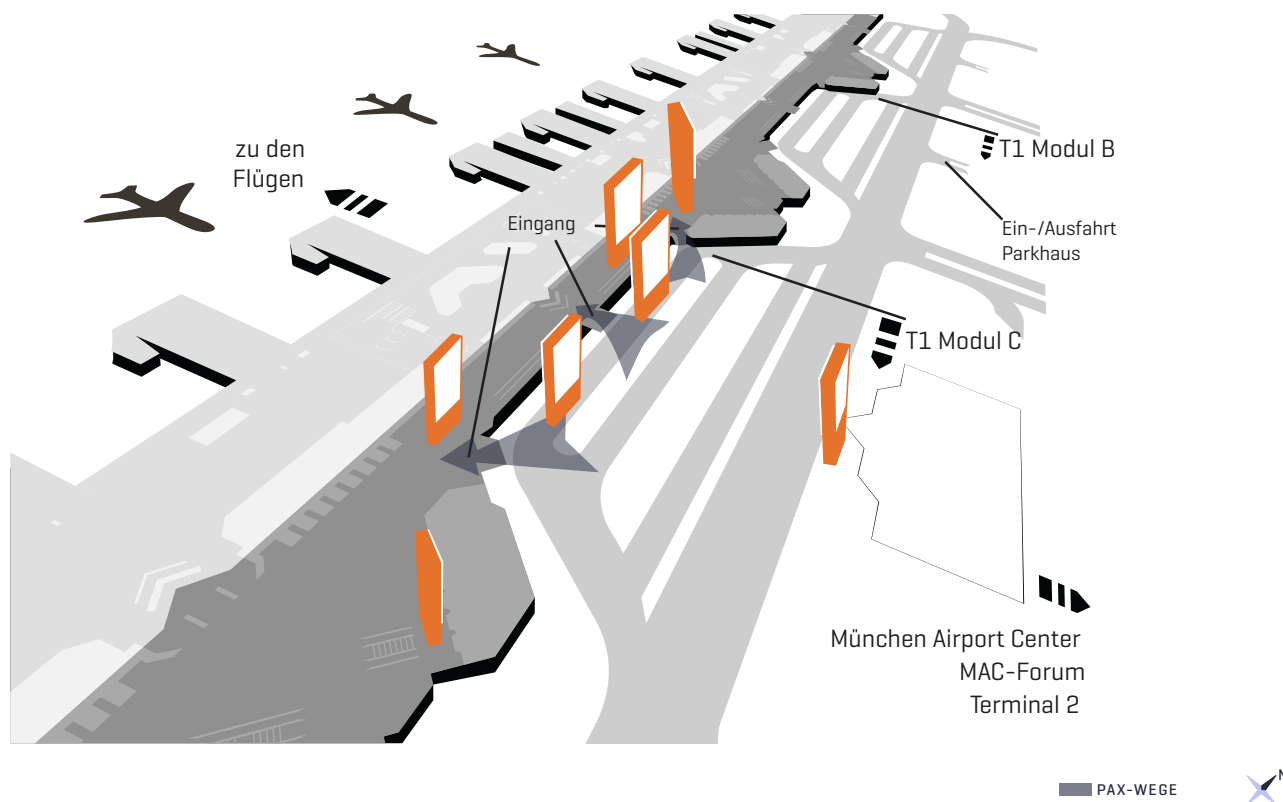 zu den
Flügen
T1 Modul B
Eingang
Ein-/Ausfahrt
Parkhaus
T1 Modul C
München Airport Center
MAC-Forum
Terminal 2
PAX-WEGE
N